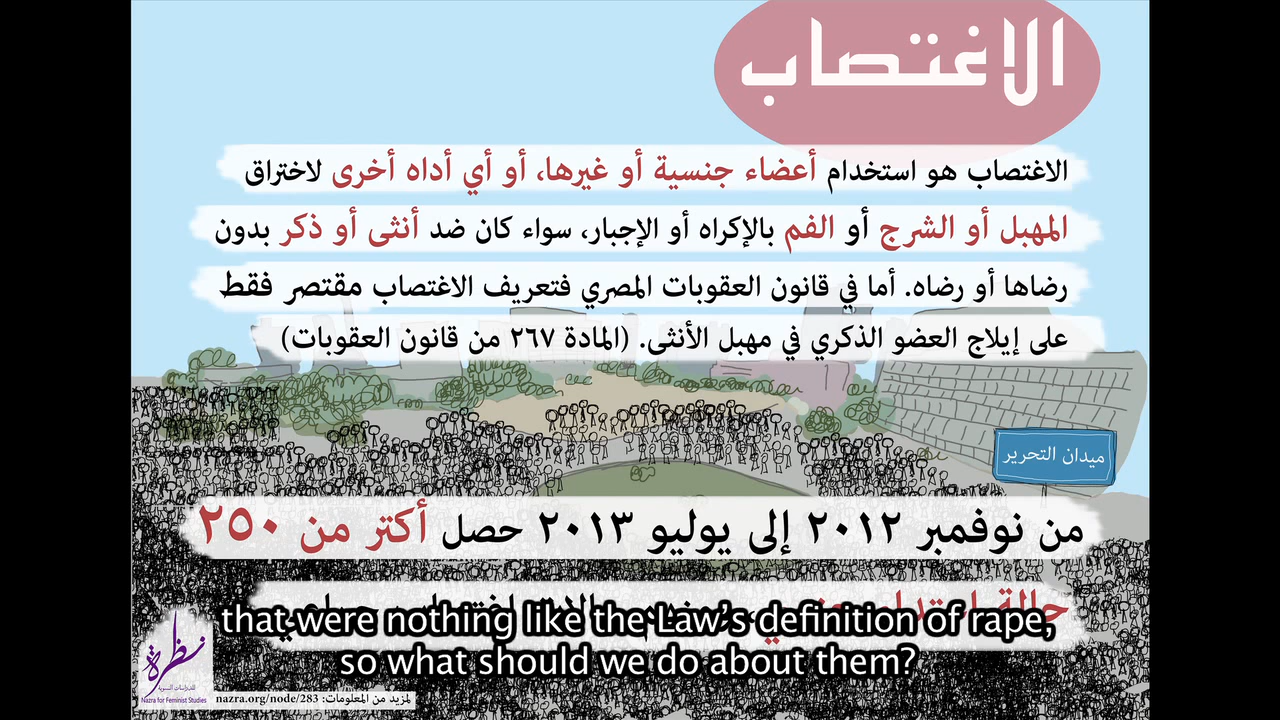 الاغتصاب
الاغتصاب هو استخدام أعضاء جنسية أو غيرها، أو أي أداه أخرى لاختراق
المهبل أو الشرج أو الفم بالإكراه أو الإجبار، سواء كان ضد أنثى أو ذكر بدون
رضاها أو رضاه. أما في قانون العقوبات المصري فتعريف الاغتصاب مقتصر فقط
على إيلاج العضو الذكري في مهبل الأنثى. (المادة ٢٦٧ من قانون العقوبات)
ميدان التحرير
من نوفمبر ٢٠١٢ إلى يوليو ٢٠١٣ حصل أكتر من ٢٥٠
حالة
that were nothing like the Law's definition of rape,
so what should we do about them?
نظرة
للدراسات النسوية
Nazra for Feminist Studies
لمزيد من المعلومات: nazra.org/node/283